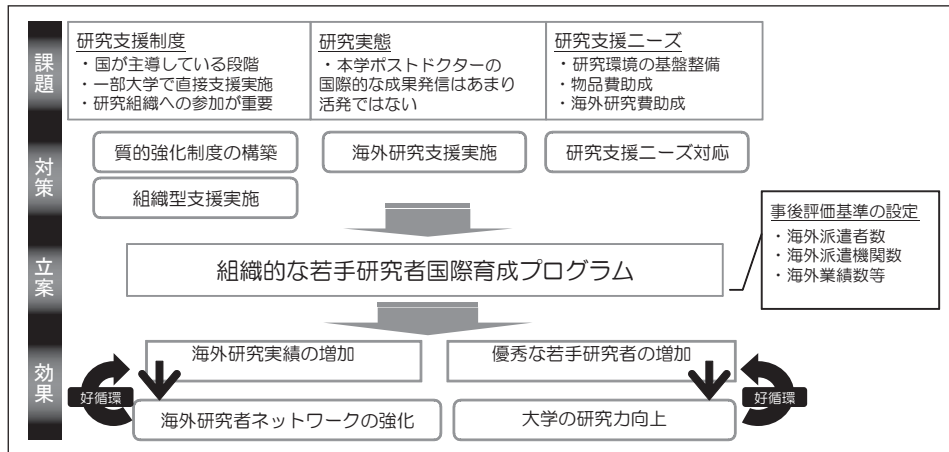 課題
研究支援制度
・国が主導している段階
・一部大学で直接支援実施
・研究組織への参加が重要
研究実態
・本学ポストドクターの
国際的な成果発信はあまり
活発ではない
研究支援ニーズ
・研究環境の基盤整備
・物品費助成
・海外研究費助成
対策
質的強化制度の構築
海外研究支援実施
研究支援ニーズ対応
組織型支援実施
事後評価基準の設定
・海外派遣者数
・海外派遣機関数
・海外業績数等
立案
組織的な若手研究者国際育成プログラム
効果
海外研究実績の増加
優秀な若手研究者の増加
好循環
好循環
海外研究者ネットワークの強化
大学の研究力向上